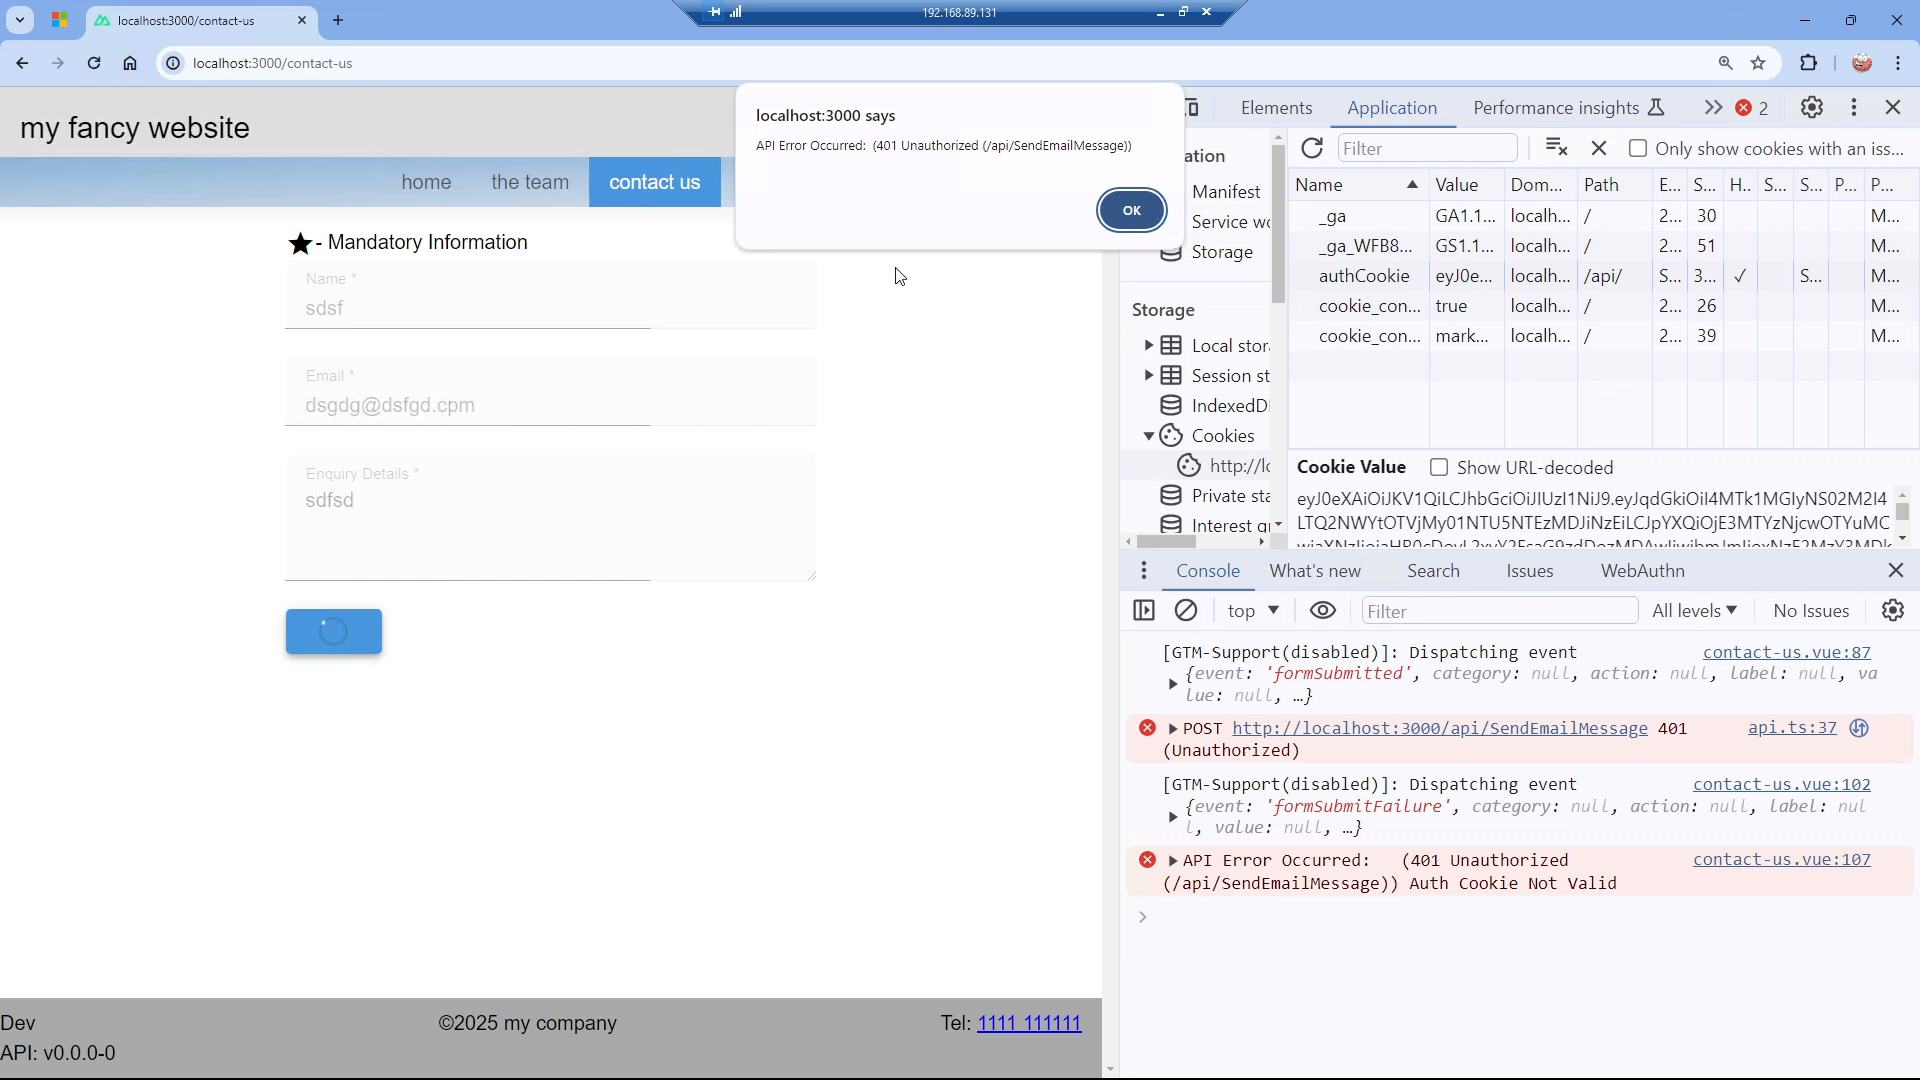 localhost:3000/contact-us
192.168.89.131
localhost:3000/contact-us
my fancy website
home
the team
contact us
★- Mandatory Information
Name *
sdsf
Email *
dsgdg@dsfgd.cpm
Enquiry Details *
sdfsd
localhost:3000 says
API Error Occurred: (401 Unauthorized (/api/SendEmailMessage))
OK
Elements
Application
Performance insights
2
ation
Manifest
Service wo
Storage
Storage
Local stor
Session st
IndexedD
Cookies
http://lo
Private sta
Interest gr
Filter
Only show cookies with an iss...
Name Value Dom... Path E... S... H.. S... S... P... P...
_ga GA1.1... localh... / 2... 30 M...
_ga_WFB8... GS1.1... localh... / 2... 51 M...
authCookie eyJ0e... localh... /api/ S... 3... ✓ S... M...
cookie_con... true localh... / 2... 26 M...
cookie_con... mark... localh... / 2... 39 M...
Cookie Value
Show URL-decoded
Console
What's new
Search
Issues
WebAuthn
top
Filter
All levels
No Issues
[GTM-Support(disabled)]: Dispatching event contact-us.vue:87
{event: 'formSubmitted', category: null, action: null, label: null, va
lue: null, …}
POST http://localhost:3000/api/SendEmailMessage 401 api.ts:37
(Unauthorized)
[GTM-Support(disabled)]: Dispatching event contact-us.vue:102
{event: 'formSubmitFailure', category: null, action: null, label: nul
l, value: null, …}
API Error Occurred: (401 Unauthorized contact-us.vue:107
(/api/SendEmailMessage)) Auth Cookie Not Valid
Dev
©2025 my company
Tel: 1111 111111
API: v0.0.0-0